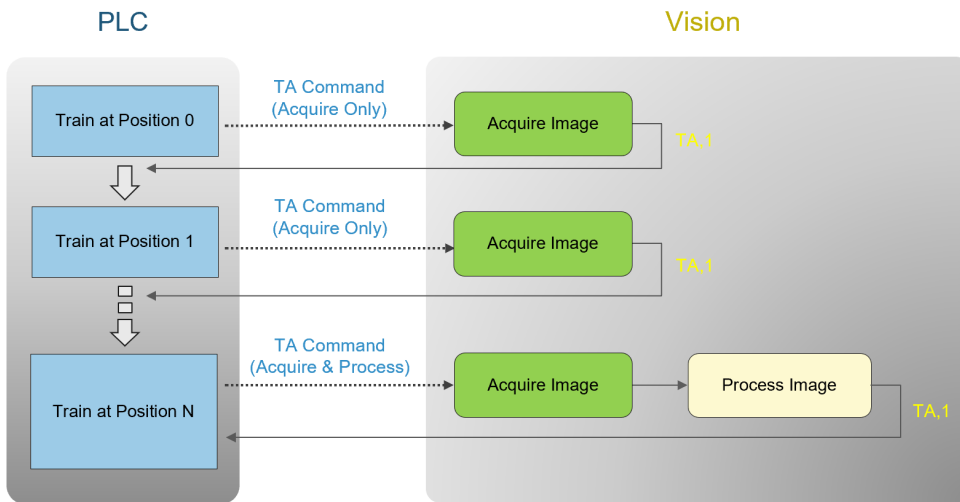 PLC
Vision
Train at Position 0
TA Command
(Acquire Only)
Acquire Image
TA,1
Train at Position 1
TA Command
(Acquire Only)
Acquire Image
TA,1
Train at Position N
TA Command
(Acquire & Process)
Acquire Image
Process Image
TA,1